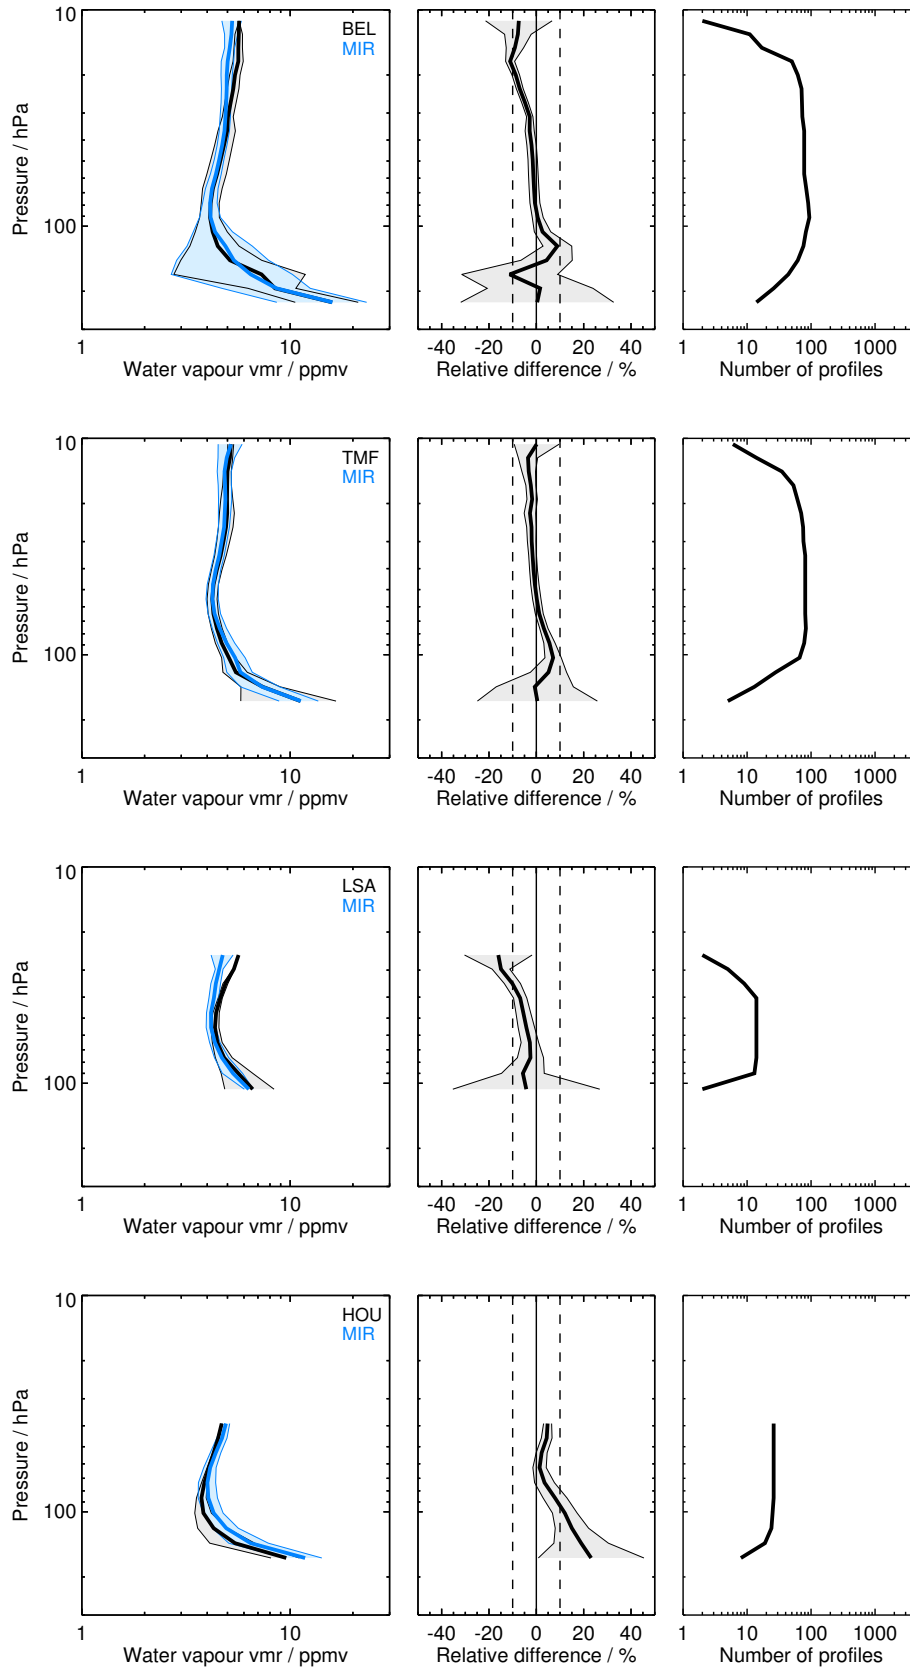 10
BEL
MIR
Pressure / hPa
100
1 10
-40 -20 0 20 40
1 10 100 1000
Water vapour vmr / ppmv
Relative difference / %
Number of profiles
10
TMF
MIR
Pressure / hPa
100
1 10
-40 -20 0 20 40
1 10 100 1000
Water vapour vmr / ppmv
Relative difference / %
Number of profiles
10
LSA
MIR
Pressure / hPa
100
1 10
-40 -20 0 20 40
1 10 100 1000
Water vapour vmr / ppmv
Relative difference / %
Number of profiles
10
HOU
MIR
Pressure / hPa
100
1 10
-40 -20 0 20 40
1 10 100 1000
Water vapour vmr / ppmv
Relative difference / %
Number of profiles